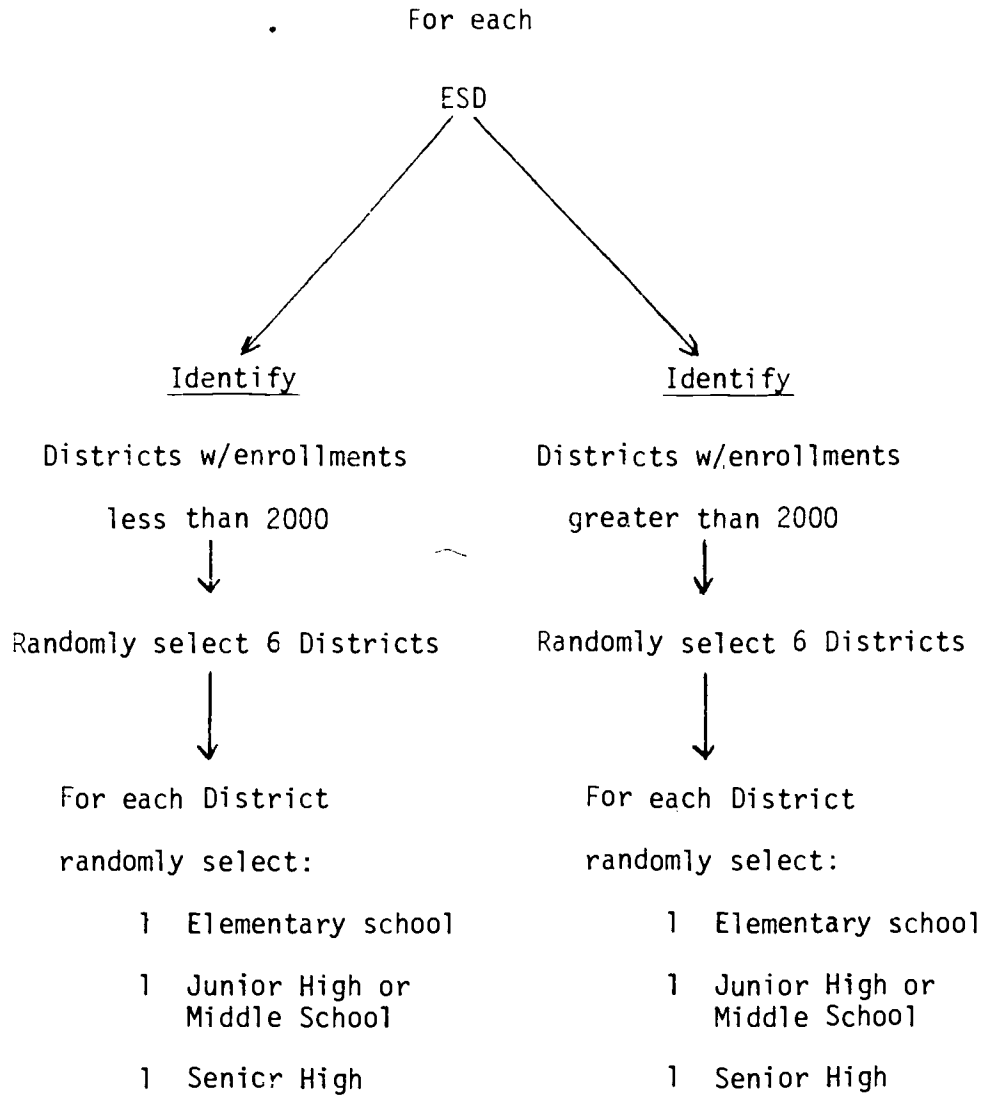 For each
ESD
Identify
Districts w/enrollments
less than 2000
Randomly select 6 Districts
For each District
randomly select:
1 Elementary school
1 Junior High or
Middle School
1 Senior High
Identify
Districts w/enrollments
greater than 2000
Randomly select 6 Districts
For each District
randomly select:
1 Elementary school
1 Junior High or
Middle School
1 Senior High